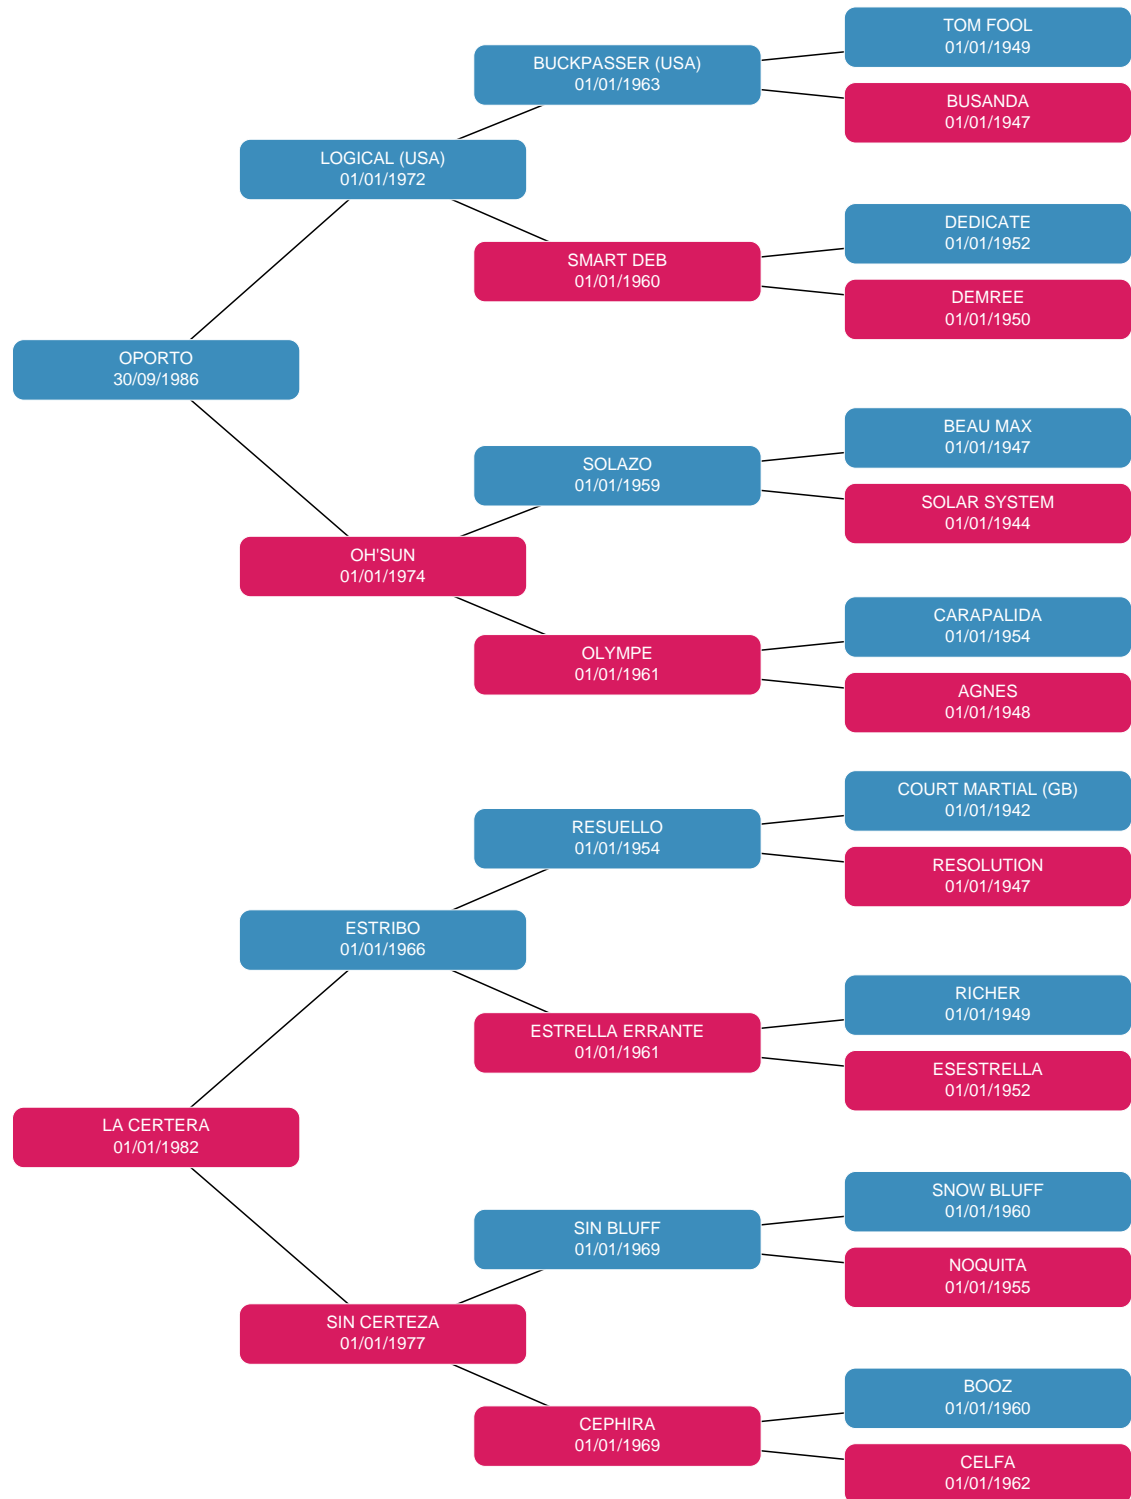 TOM FOOL
01/01/1949
BUCKPASSER (USA)
01/01/1963
BUSANDA
01/01/1947
LOGICAL (USA)
01/01/1972
DEDICATE
01/01/1952
SMART DEB
01/01/1960
DEMREE
01/01/1950
OPORTO
30/09/1986
BEAU MAX
01/01/1947
SOLAZO
01/01/1959
SOLAR SYSTEM
01/01/1944
OH'SUN
01/01/1974
CARAPALIDA
01/01/1954
OLYMPE
01/01/1961
AGNES
01/01/1948
COURT MARTIAL (GB)
01/01/1942
RESUELLO
01/01/1954
RESOLUTION
01/01/1947
ESTRIBO
01/01/1966
RICHER
01/01/1949
ESTRELLA ERRANTE
01/01/1961
ESESTRELLA
01/01/1952
LA CERTERA
01/01/1982
SNOW BLUFF
01/01/1960
SIN BLUFF
01/01/1969
NOQUITA
01/01/1955
SIN CERTEZA
01/01/1977
BOOZ
01/01/1960
CEPHIRA
01/01/1969
CELFA
01/01/1962